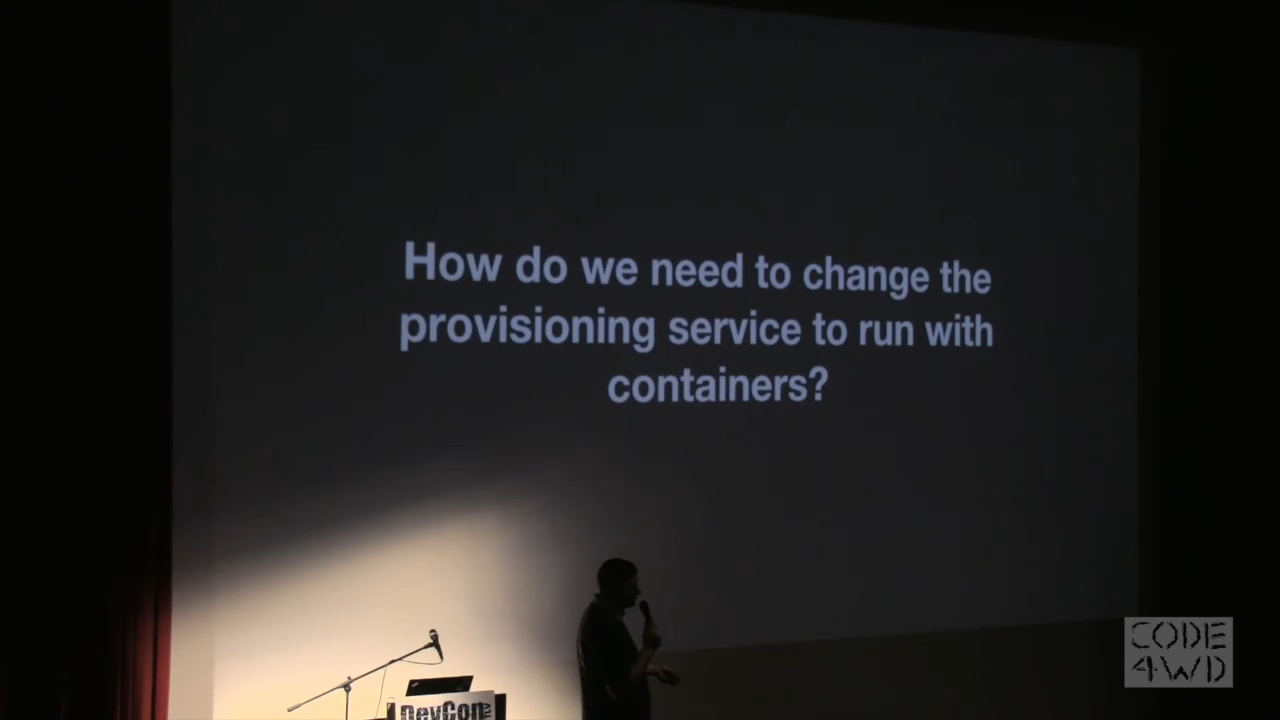 How do we need to change the
provisioning service to run with
containers?
CODE
4WD
DevCon